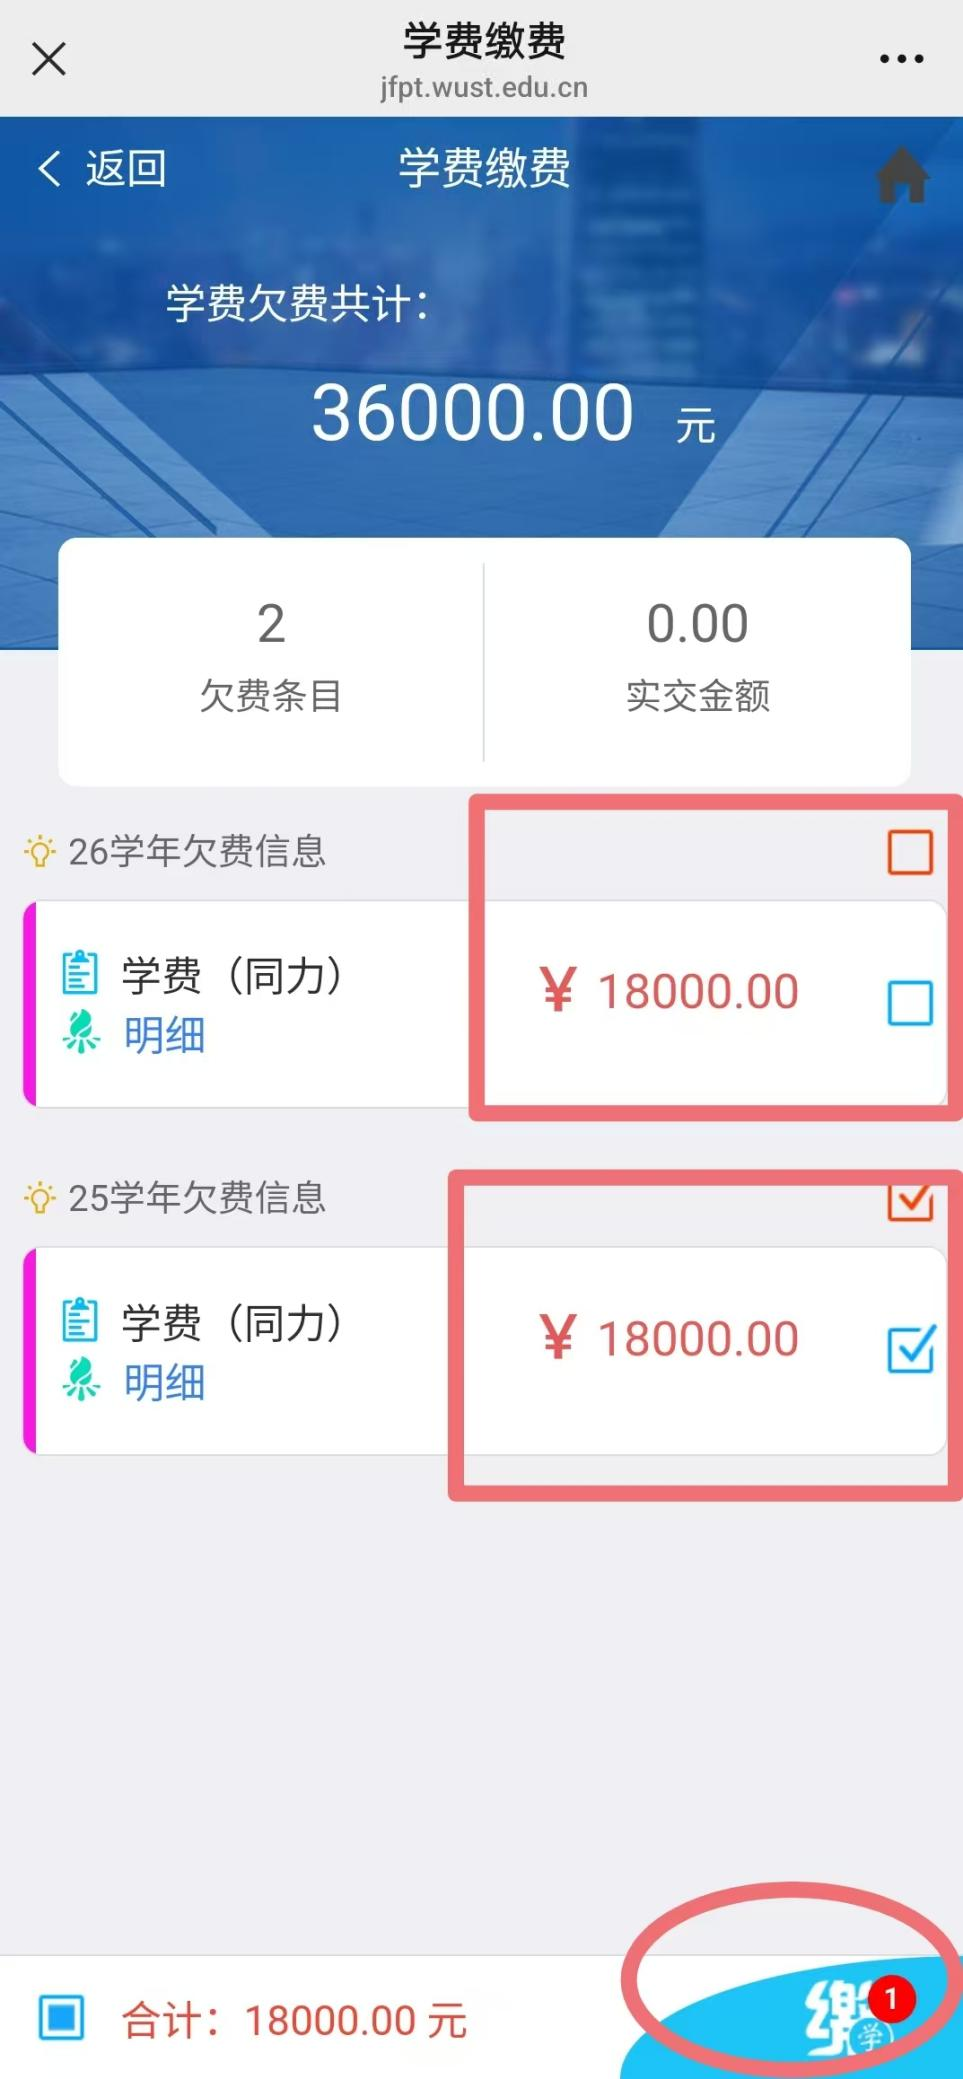 学费缴费
jfpt.wust.edu.cn
返回
学费缴费
学费欠费共计：
36000.00 元
2
欠费条目
0.00
实交金额
26学年欠费信息
学费（同力）
¥ 18000.00
明细
25学年欠费信息
学费（同力）
¥ 18000.00
明细
合计：18000.00 元
缴
学
1